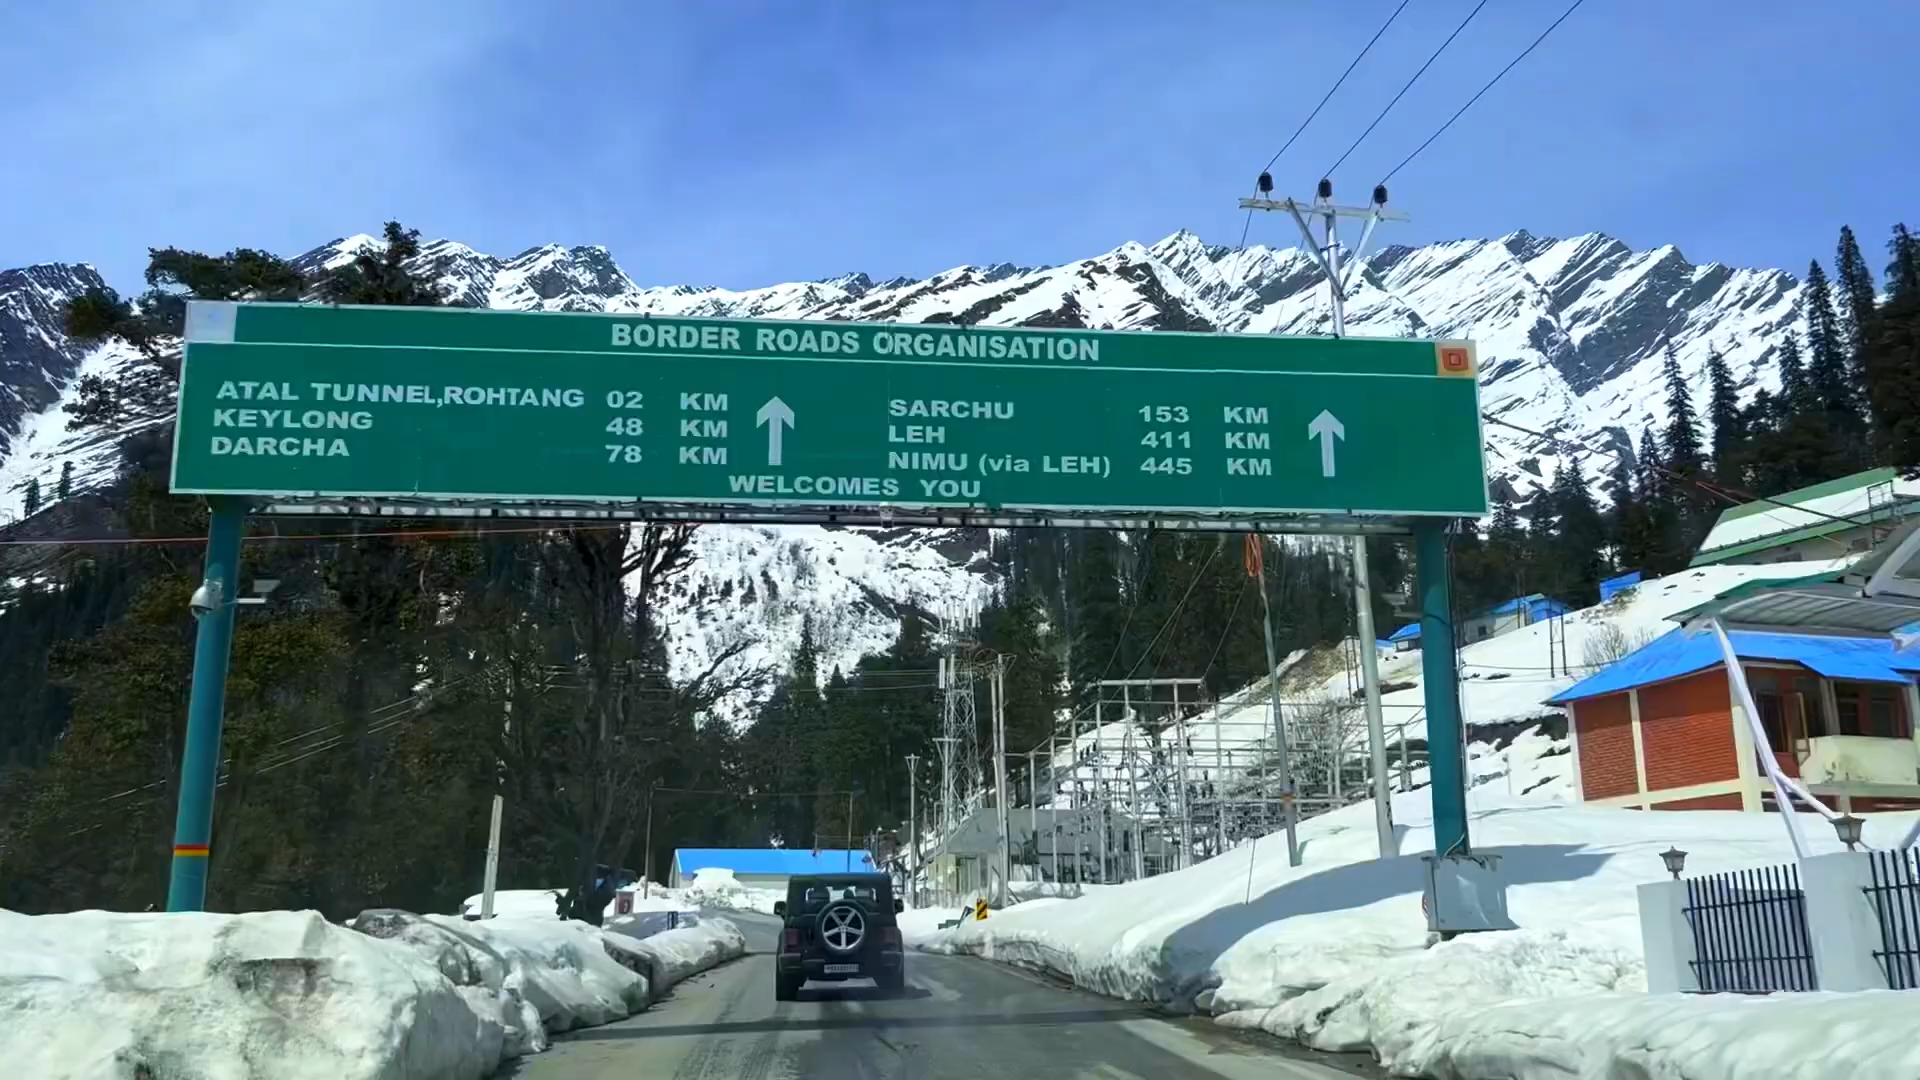 BORDER ROADS ORGANISATION
ATAL TUNNEL,ROHTANG 02 KM
KEYLONG 48 KM
DARCHA 78 KM
SARCHU 153 KM
LEH 411 KM
NIMU (via LEH) 445 KM
WELCOMES YOU